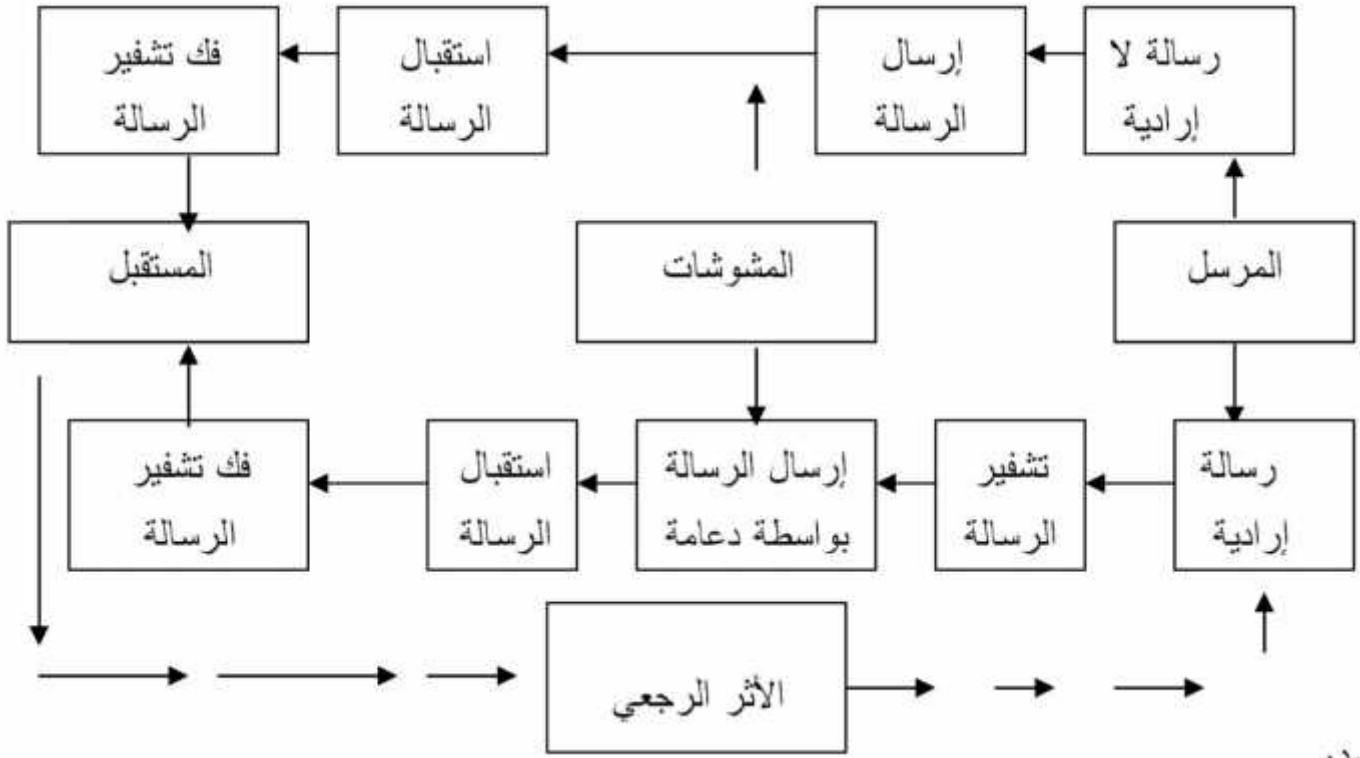 رسالة لا
إرادية
إرسال
الرسالة
استقبال
الرسالة
فك تشفير
الرسالة
المرسل
المشوشات
المستقبل
رسالة
إرادية
تشفير
الرسالة
إرسال الرسالة
بواسطة دعامة
استقبال
الرسالة
فك تشفير
الرسالة
الأثر الرجعي